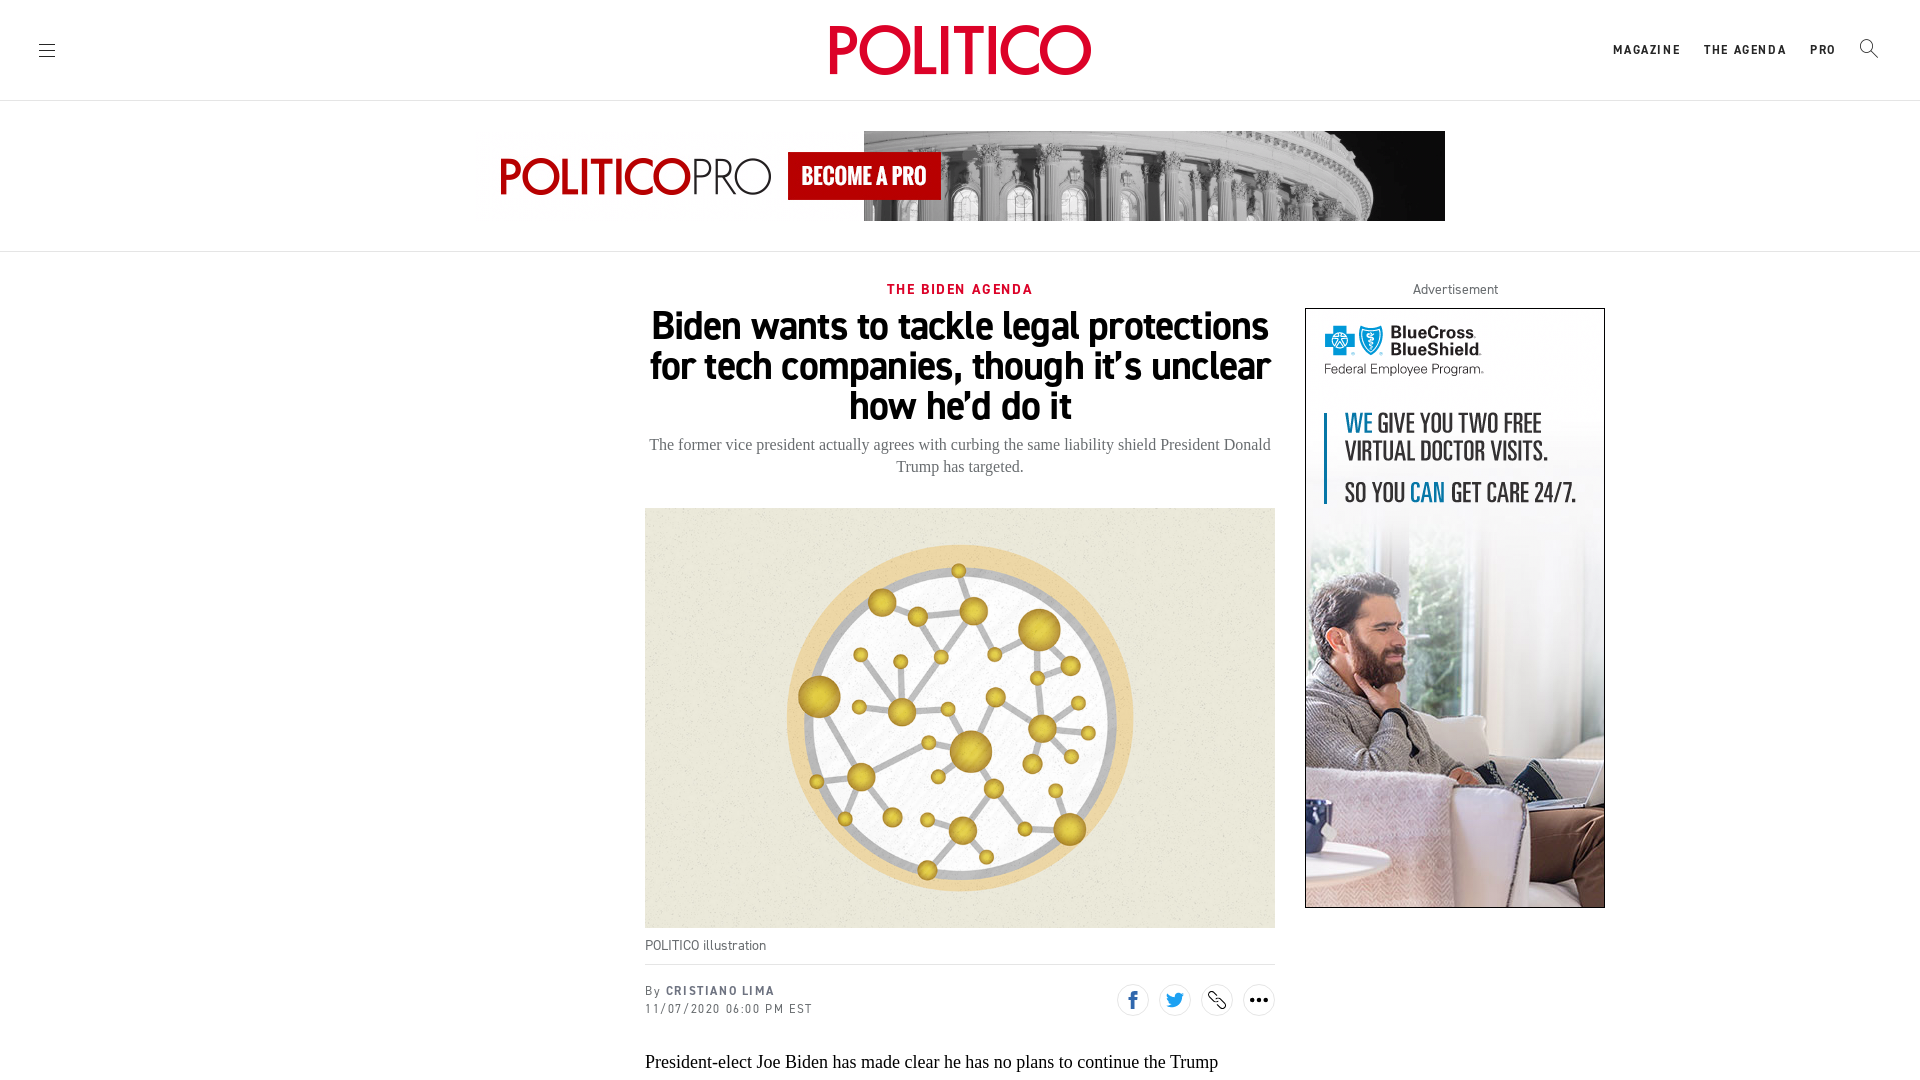 POLITICO
MAGAZINE THE AGENDA PRO
POLITICOPRO BECOME A PRO
THE BIDEN AGENDA
Biden wants to tackle legal protections
for tech companies, though it’s unclear
how he’d do it
The former vice president actually agrees with curbing the same liability shield President Donald
Trump has targeted.
POLITICO illustration
By CRISTIANO LIMA
11/07/2020 06:00 PM EST
President-elect Joe Biden has made clear he has no plans to continue the Trump
Advertisement
BlueCross
BlueShield
Federal Employee Program.
WE GIVE YOU TWO FREE
VIRTUAL DOCTOR VISITS.
SO YOU CAN GET CARE 24/7.